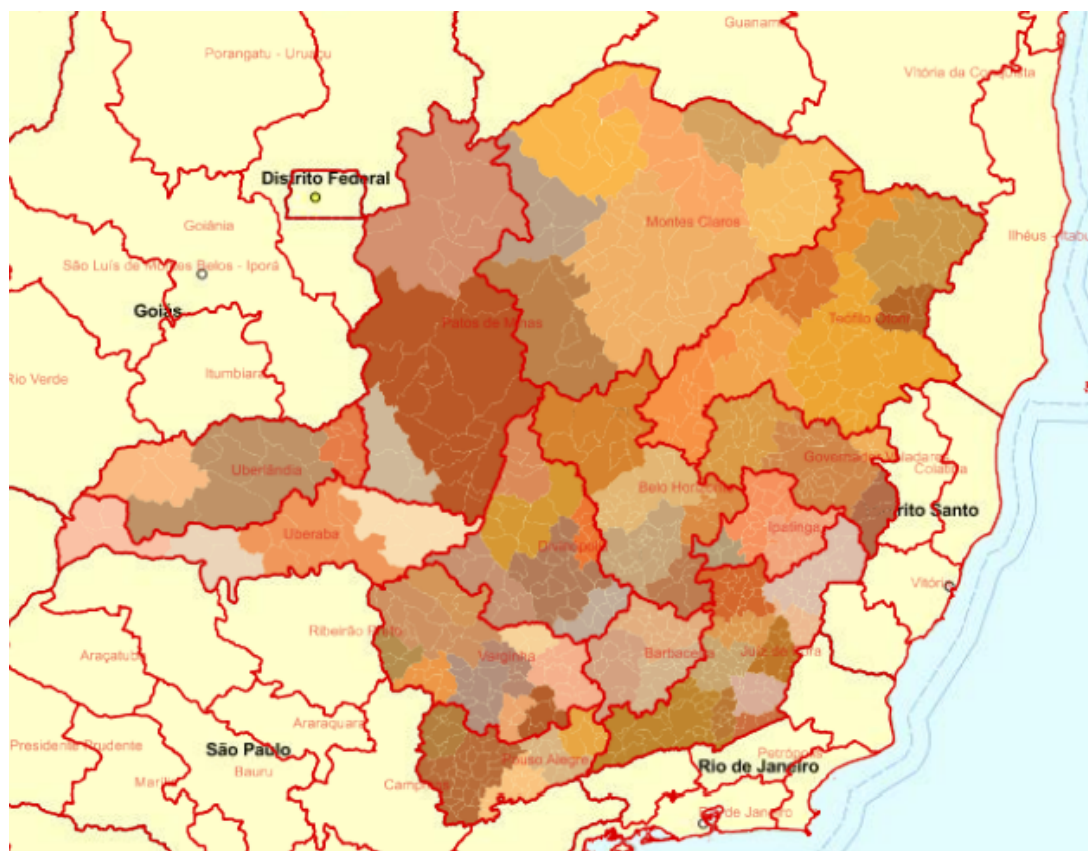 Guanam
Porangatu - Uruaçu
Vitória da Conquista
Distrito Federal
Montes Claros
Goiânia
Ilhéus - Itabu
São Luís de Montes Belos - Iporá
Goiás
Patos de Minas
Teófilo Otoni
Rio Verde
Itumbiara
Uberlândia
Governador Valadares
Colatina
Belo Horizonte
rito Santo
Uberaba
Ipatinga
Divinópolis
Vitória
Ribeirão Preto
Araçatuba
Varginha
Barbacena
Juiz de Fora
Araraquara
Presidente Prudente
São Paulo
Pouso Alegre
Petrópolis
Bauru
Rio de Janeiro
Marília
Campinas
Rio de Janeiro